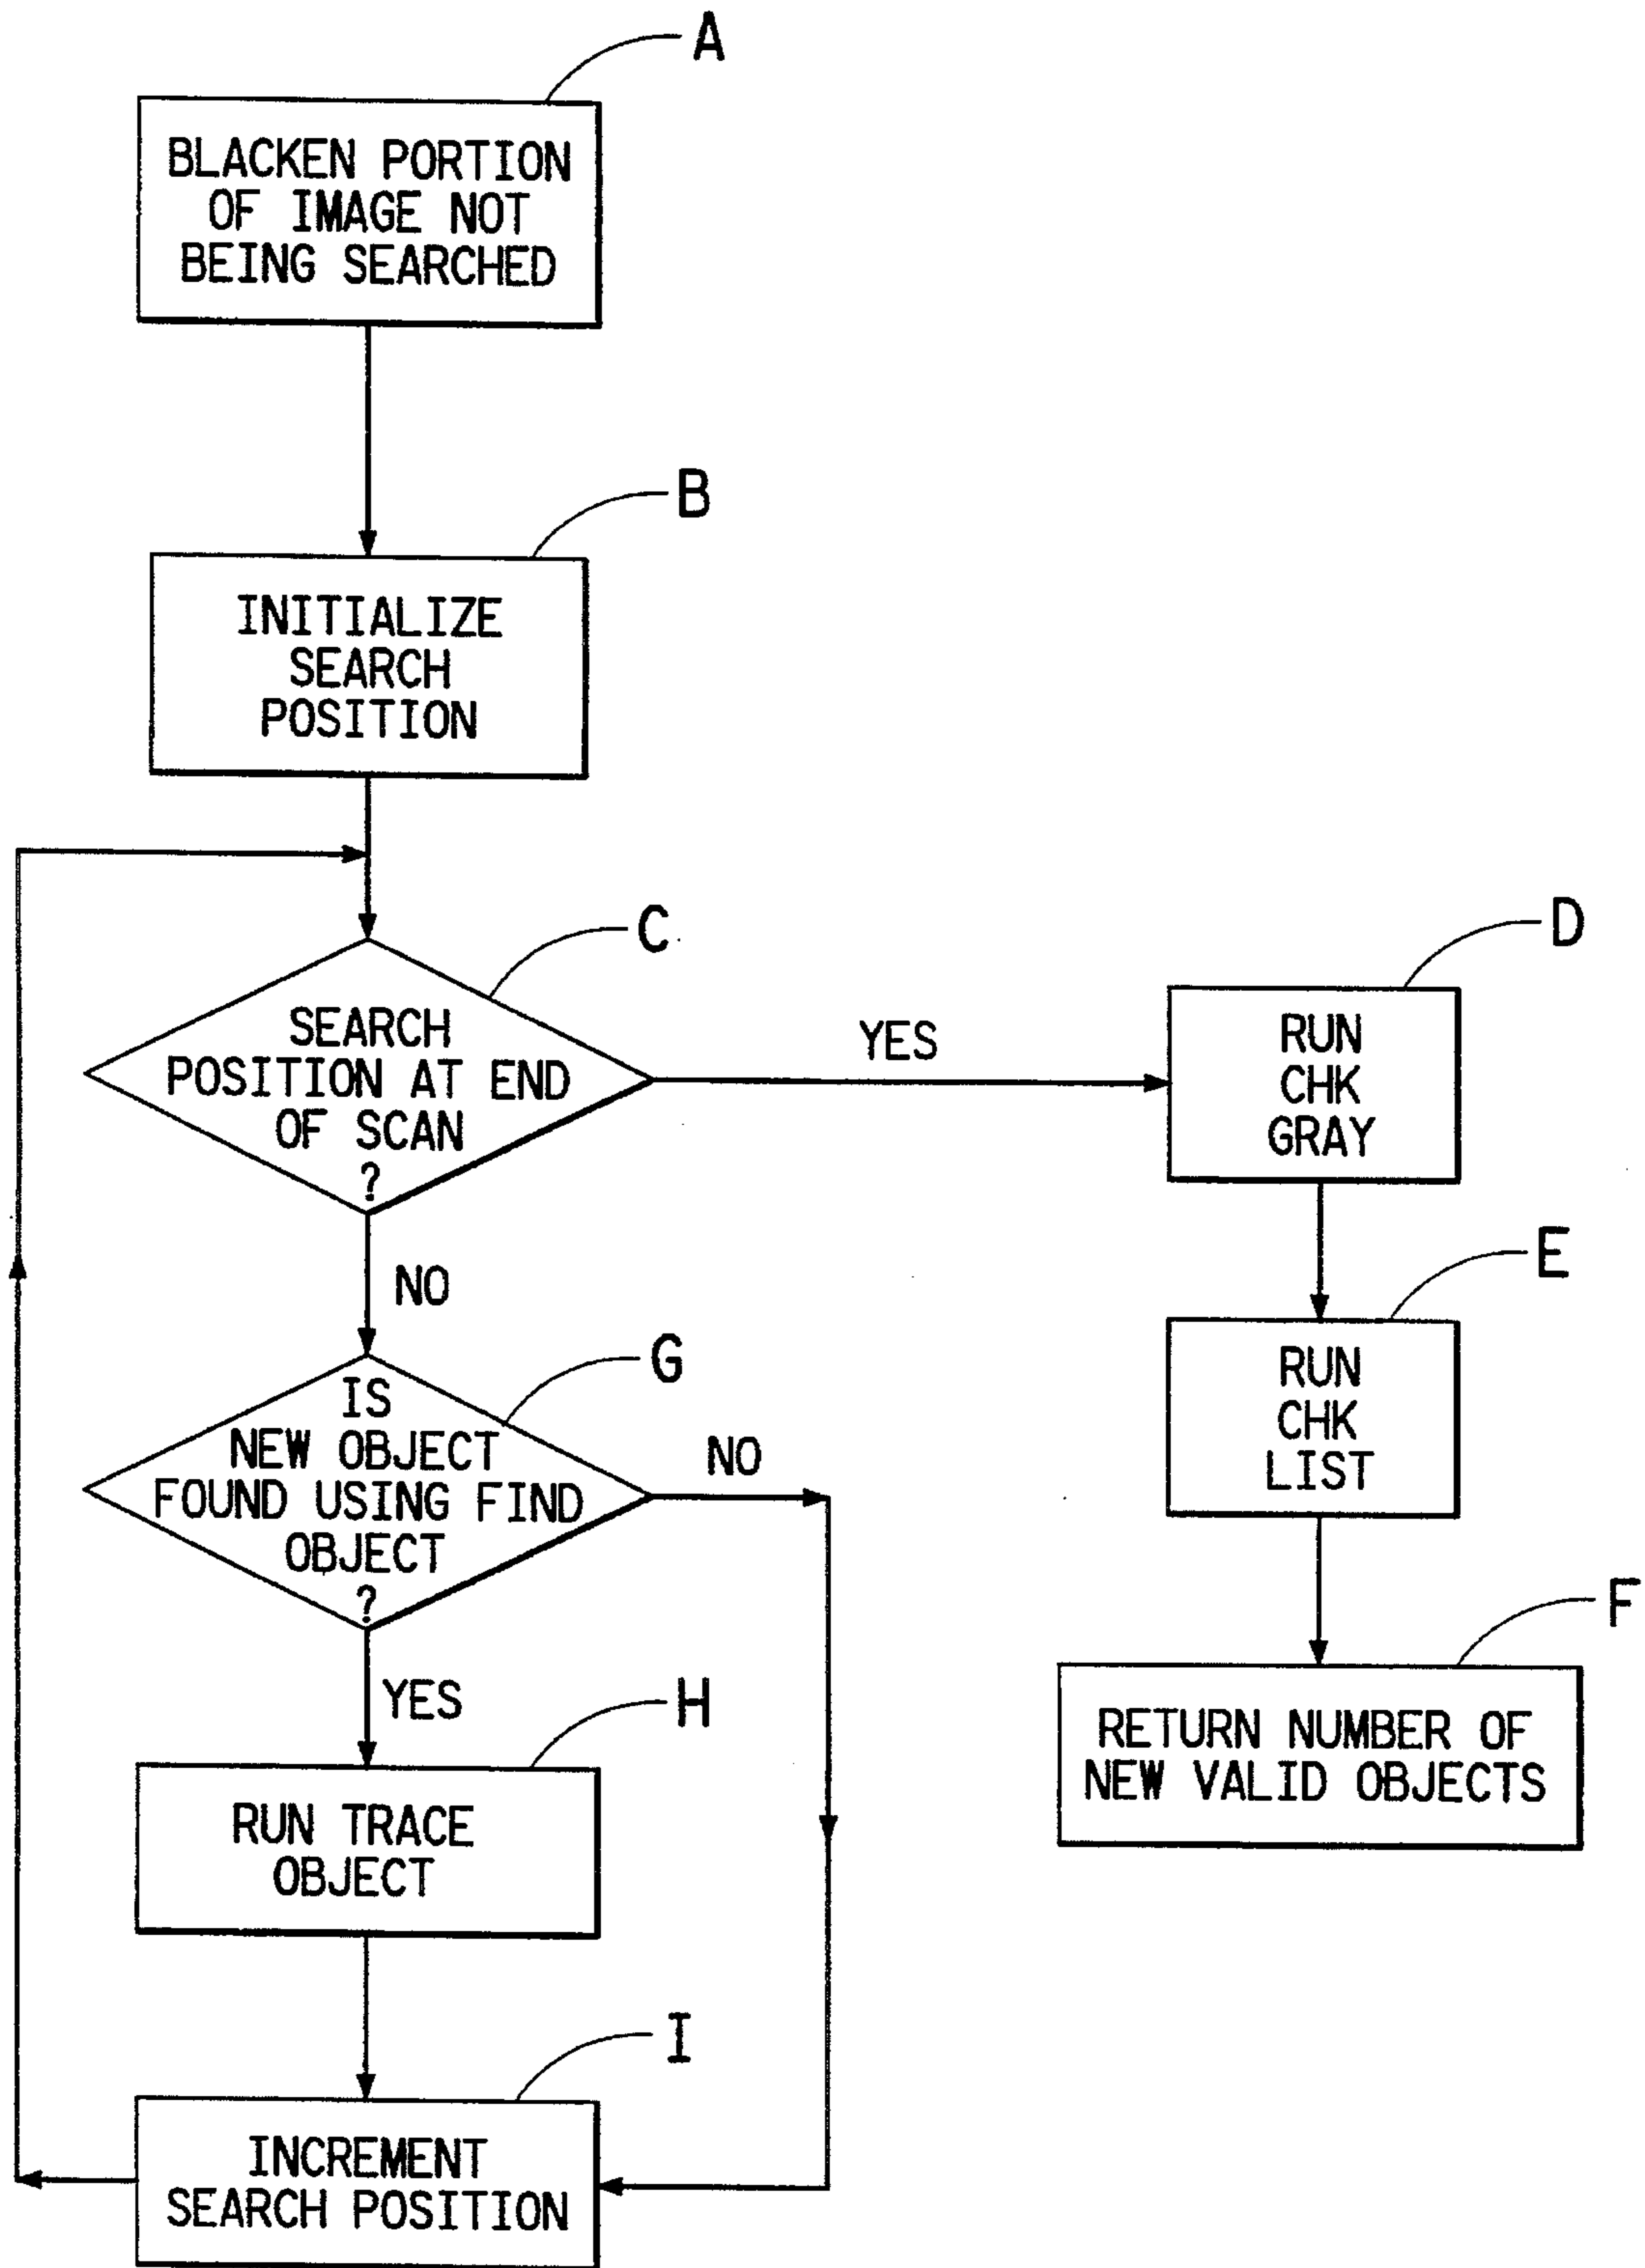 A
BLACKEN PORTION
OF IMAGE NOT
BEING SEARCHED
B
INITIALIZE
SEARCH
POSITION
C
SEARCH
POSITION AT END
OF SCAN
?
YES
D
RUN
CHK
GRAY
NO
E
RUN
CHK
LIST
G
IS
NEW OBJECT
FOUND USING FIND
OBJECT
?
NO
F
RETURN NUMBER OF
NEW VALID OBJECTS
YES
H
RUN TRACE
OBJECT
I
INCREMENT
SEARCH POSITION